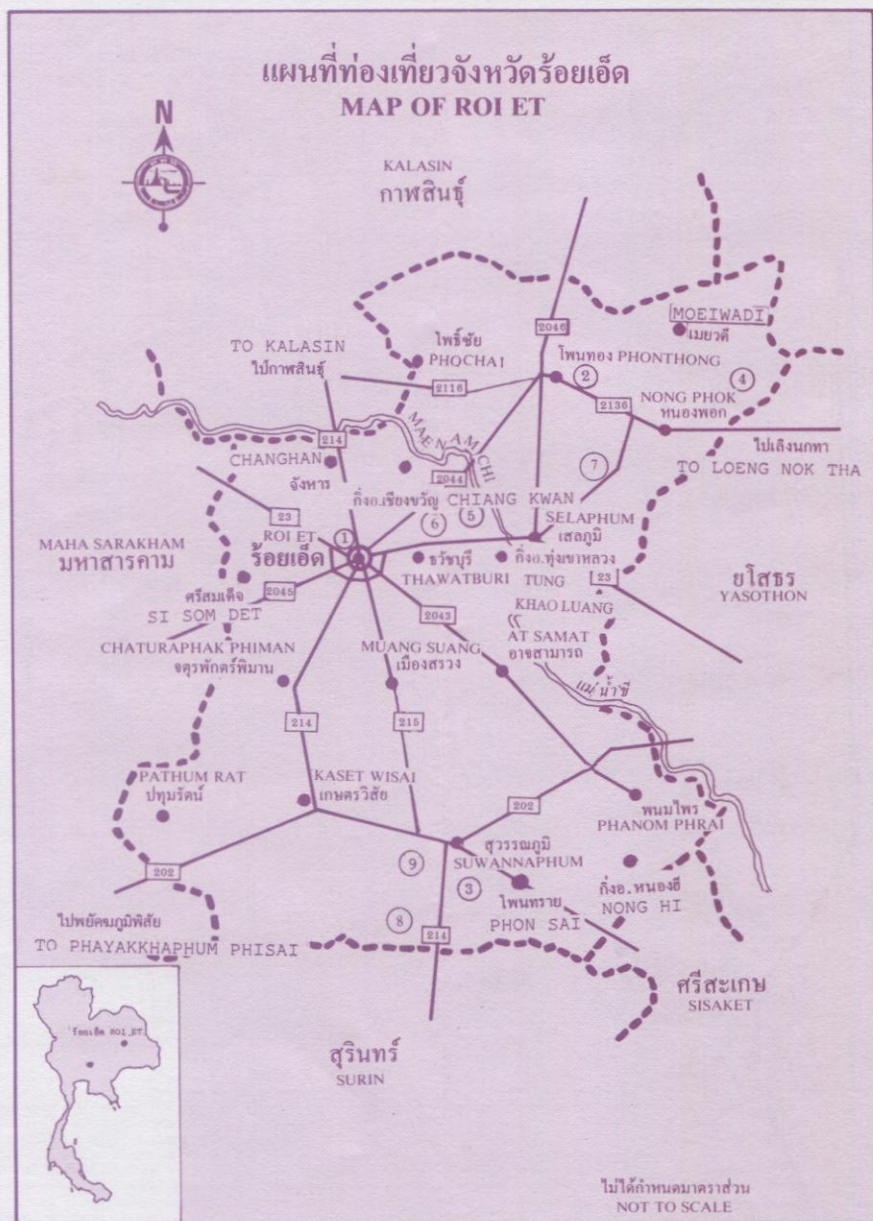 แผนที่ท่องเที่ยวจังหวัดร้อยเอ็ด
MAP OF ROI ET
N
KALASIN
กาฬสินธุ์
MOEIWADI
เมยวดี
2046
TO KALASIN
ไปกาฬสินธุ์
โพธิ์ชัย
PHOCHAI
โพนทอง PHONTHONG
2
4
2116
2136
NONG PHOK
หนองพอก
MAENAM CHI
214
ไปเลิงนกทา
TO LOENG NOK THA
CHANGHAN
จังหาร
2044
7
กิ่งอ.เชียงขวัญ CHIANG KWAN
23
6
5
SELAPHUM
เสลภูมิ
ROI ET
ร้อยเอ็ด
1
MAHA SARAKHAM
มหาสารคาม
ธวัชบุรี
THAWATBURI
กิ่งอ.ทุ่งเขาหลวง
TUNG
KHAO LUANG
23
ยโสธร
YASOTHON
ศรีสมเด็จ
SI SOM DET
2045
2043
CHATURAPHAK PHIMAN
จตุรพักตร์พิมาน
MUANG SUANG
เมืองสรวง
AT SAMAT
อาจสามารถ
แม่น้ำชี
214
215
PATHUM RAT
ปทุมรัตน์
KASET WISAI
เกษตรวิสัย
202
พนมไพร
PHANOM PHRAI
สุวรรณภูมิ
SUWANNAPHUM
9
3
202
กิ่งอ.หนองฮี
NONG HI
โพนทราย
PHON SAI
8
214
ไปพยัคฆภูมิพิสัย
TO PHAYAKKHAPHUM PHISAI
ศรีสะเกษ
SISAKET
ร้อยเอ็ด ROI ET
สุรินทร์
SURIN
ไม่ได้กำหนดมาตราส่วน
NOT TO SCALE